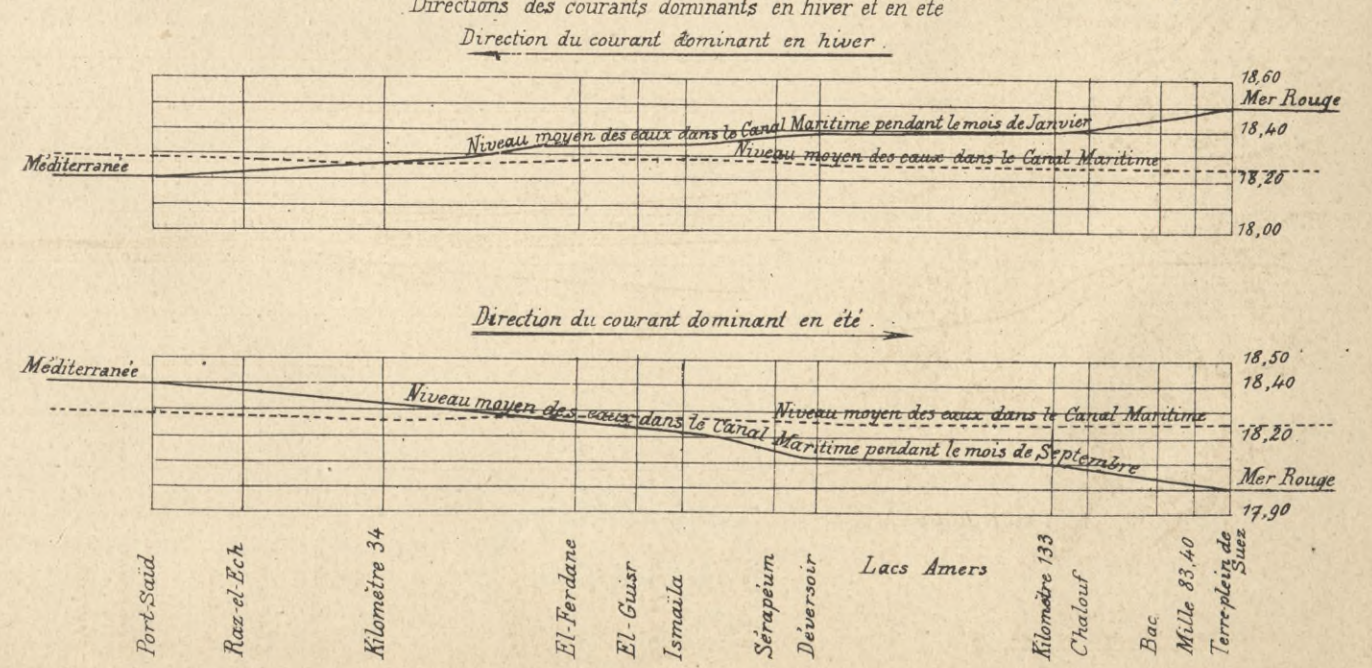 Directions des courants dominants en hiver et en été
Direction du courant dominant en hiver.
18,60
Mer Rouge
Niveau moyen des eaux dans le Canal Maritime pendant le mois de Janvier
18,40
Niveau moyen des eaux dans le Canal Maritime
Méditerranée
18,20
18,00
Direction du courant dominant en été.
18,50
Méditerranée
18,40
Niveau moyen des eaux dans le Canal Maritime pendant le mois de Septembre
Niveau moyen des eaux dans le Canal Maritime
18,20
Mer Rouge
17,90
Port-Saïd
Raz-el-Ech
Kilomètre 34
El-Ferdane
El-Guisr
Ismaïla
Sérapéum
Déversoir
Lacs Amers
Kilomètre 133
Chalouf
Bac
Mille 83,40
Terre-plein de
Suez